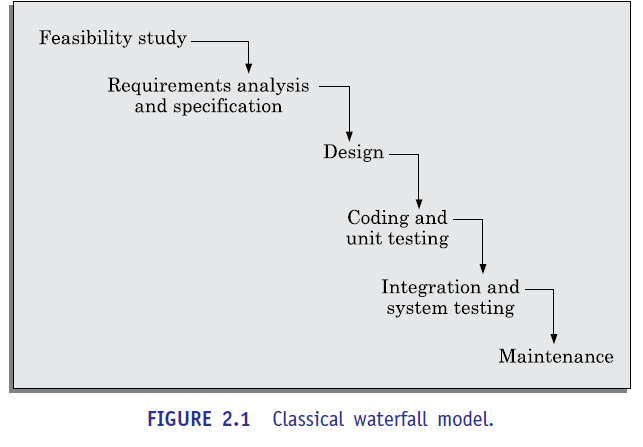 Feasibility study
Requirements analysis
and specification
Design
Coding and
unit testing
Integration and
system testing
Maintenance
FIGURE 2.1 Classical waterfall model.